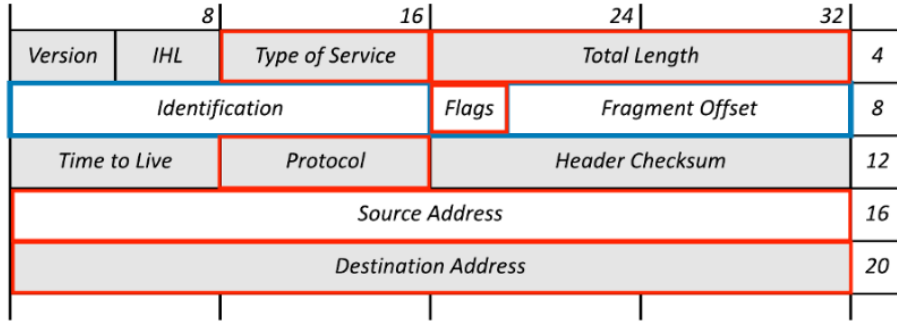 8 16 24 32
Version IHL Type of Service Total Length 4
Identification Flags Fragment Offset 8
Time to Live Protocol Header Checksum 12
Source Address 16
Destination Address 20